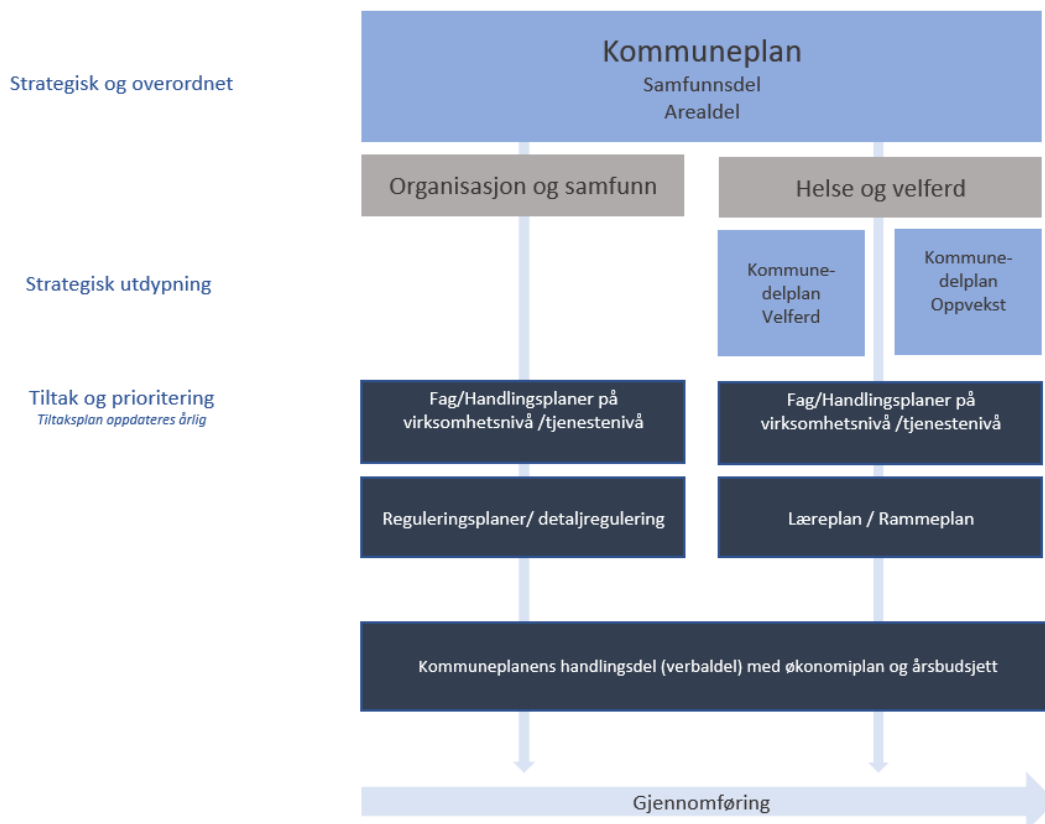 Kommuneplan
Samfunnsdel
Arealdel
Strategisk og overordnet
Organisasjon og samfunn
Helse og velferd
Strategisk utdypning
Kommune-
delplan
Velferd
Kommune-
delplan
Oppvekst
Tiltak og prioritering
Tiltaksplan oppdateres årlig
Fag/Handlingsplaner på
virksomhetsnivå /tjenestenivå
Fag/Handlingsplaner på
virksomhetsnivå /tjenestenivå
Reguleringsplaner/ detaljregulering
Læreplan / Rammeplan
Kommuneplanens handlingsdel (verbaldel) med økonomiplan og årsbudsjett
Gjennomføring